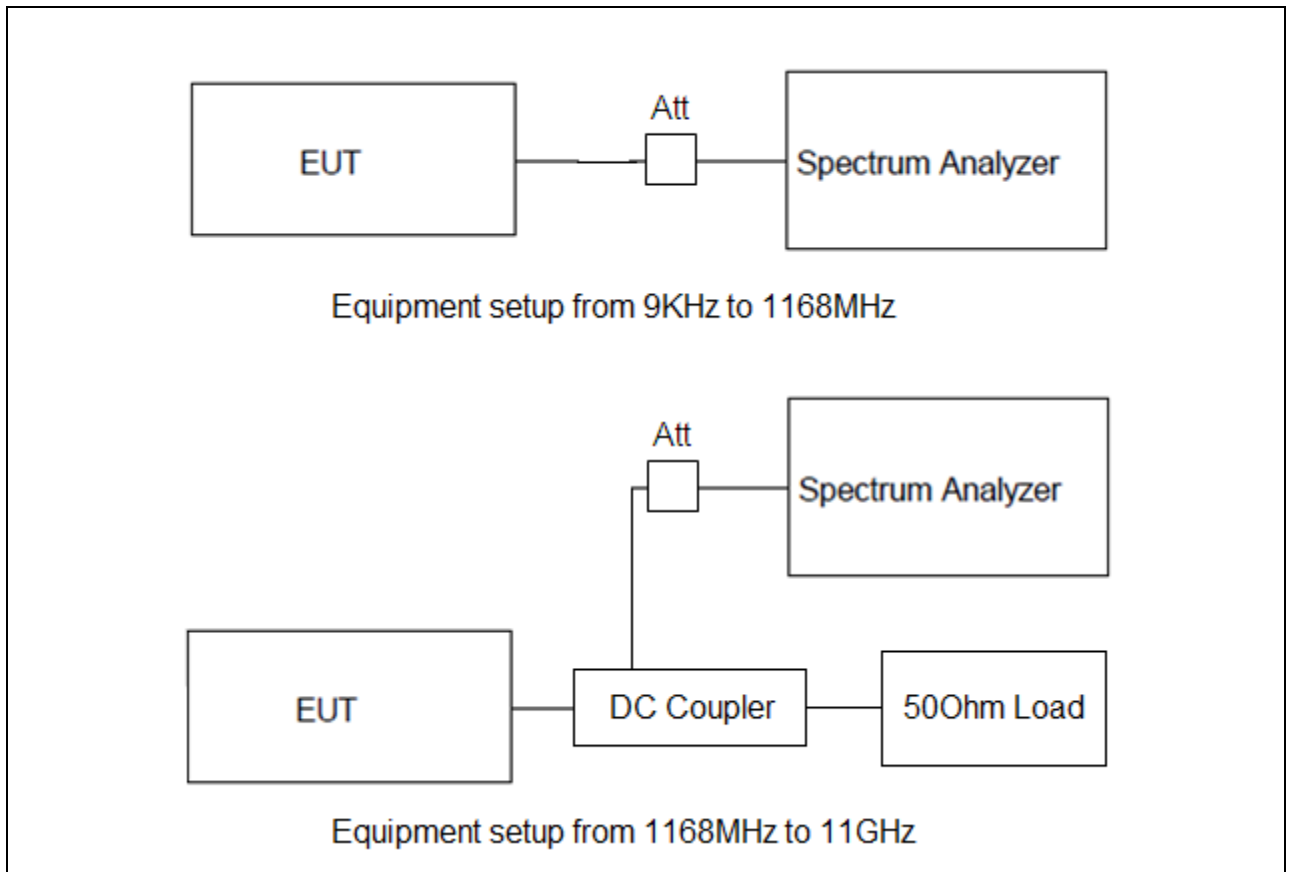 Att
EUT
Spectrum Analyzer
Equipment setup from 9KHz to 1168MHz
Att
Spectrum Analyzer
EUT
DC Coupler
50Ohm Load
Equipment setup from 1168MHz to 11GHz